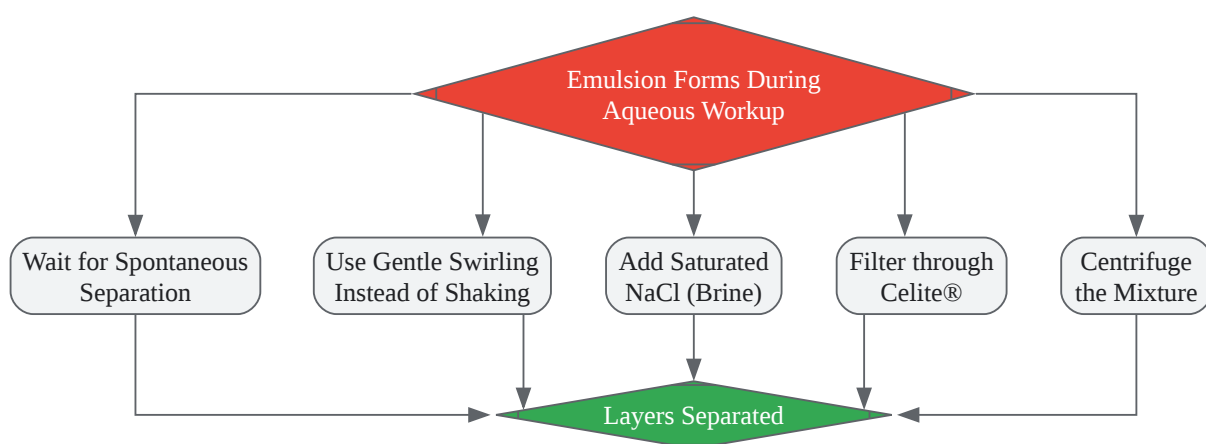 Emulsion Forms During
Aqueous Workup
Wait for Spontaneous
Separation
Use Gentle Swirling
Instead of Shaking
Add Saturated
NaCl (Brine)
Filter through
Celite®
Centrifuge
the Mixture
Layers Separated